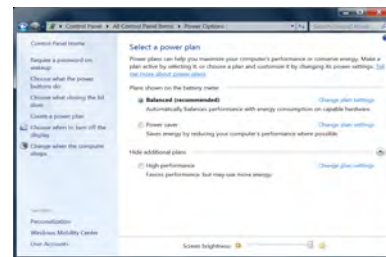 Control Panel ▸ All Control Panel Items ▸ Power Options
Control Panel Home
Require a password on
wakeup
Choose what the power
buttons do
Choose what closing the lid
does
Create a power plan
Choose when to turn off the
display
Change when the computer
sleeps
Select a power plan
Power plans can help you maximize your computer's performance or conserve energy. Make a
plan active by selecting it, or choose a plan and customize it by changing its power settings. Tell
me more about power plans
Plans shown on the battery meter
Balanced (recommended)
Change plan settings
Automatically balances performance with energy consumption on capable hardware.
Power saver
Change plan settings
Saves energy by reducing your computer's performance where possible.
Hide additional plans
High performance
Change plan settings
Favors performance, but may use more energy.
See also
Personalization
Windows Mobility Center
User Accounts
Screen brightness: